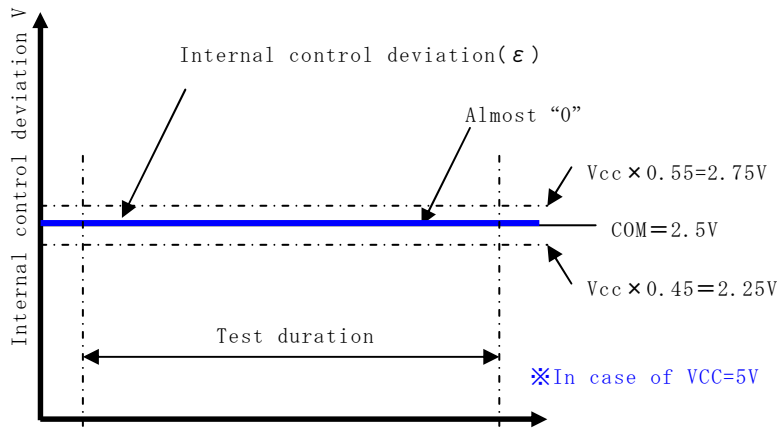 Internal control deviation V
Internal control deviation(ε)
Almost “0”
Vcc×0.55=2.75V
COM＝2.5V
Vcc×0.45＝2.25V
Test duration
※In case of VCC=5V